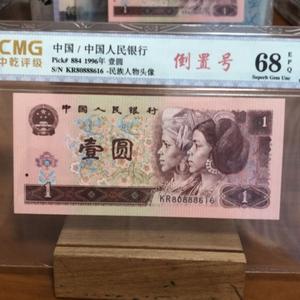 CMG
中乾评级
中国 / 中国人民银行
Pick# 884 1996年 壹圆
S/N KR80888616 -民族人物头像
倒置号
68
EPQ
Superb Gem Unc
中国人民银行
1
壹圆
1
KR80888616